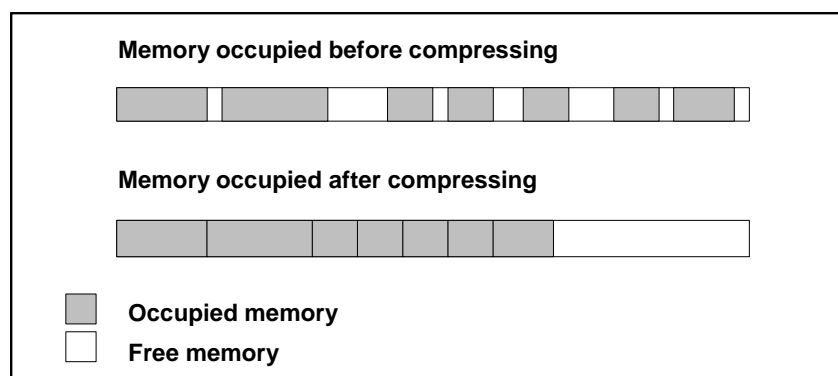 Memory occupied before compressing
Memory occupied after compressing
Occupied memory
Free memory